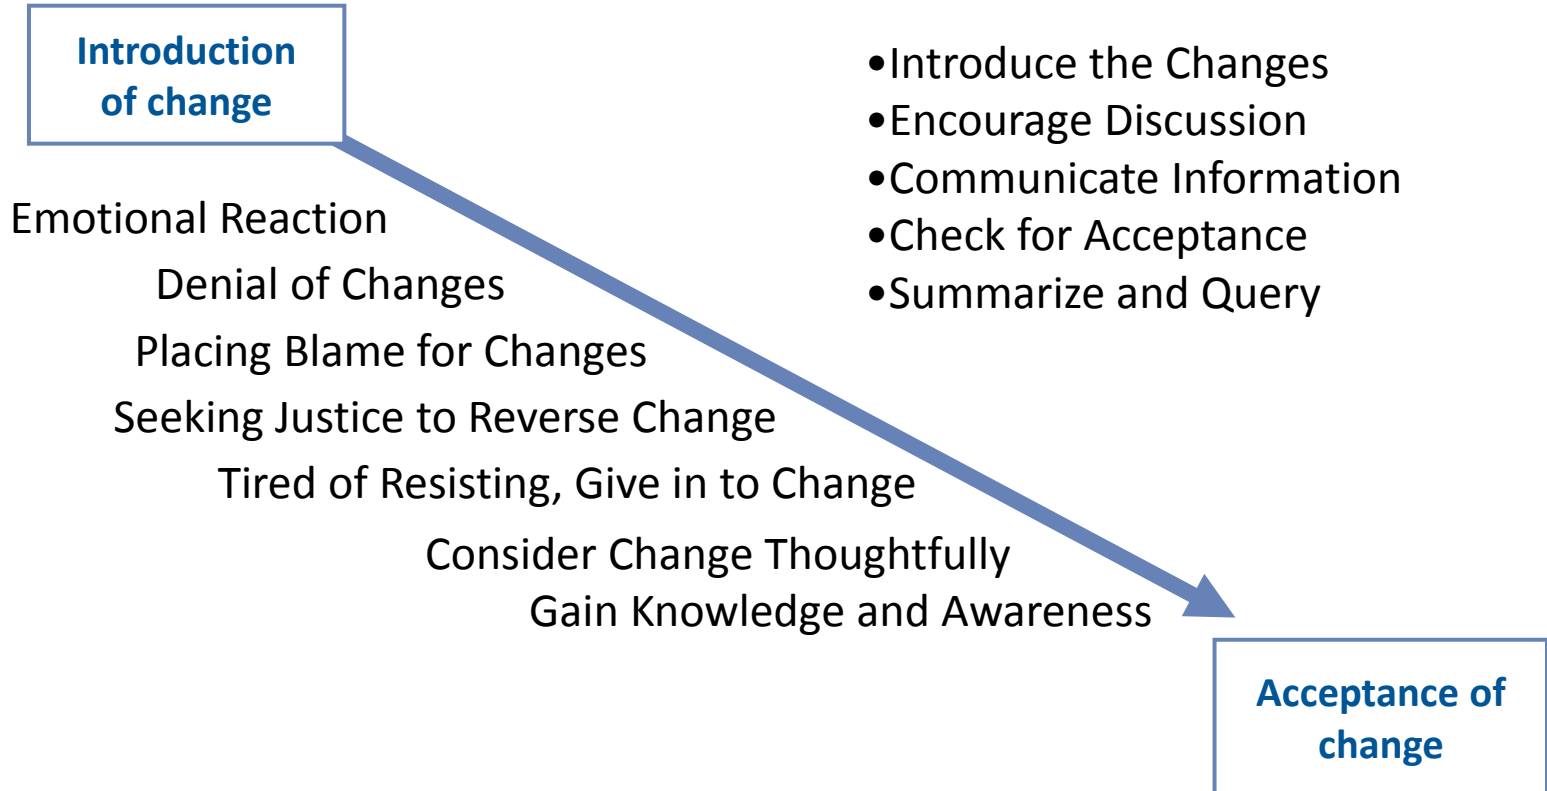 Introduction
of change
•Introduce the Changes
•Encourage Discussion
•Communicate Information
•Check for Acceptance
•Summarize and Query
Emotional Reaction
Denial of Changes
Placing Blame for Changes
Seeking Justice to Reverse Change
Tired of Resisting, Give in to Change
Consider Change Thoughtfully
Gain Knowledge and Awareness
Acceptance of
change